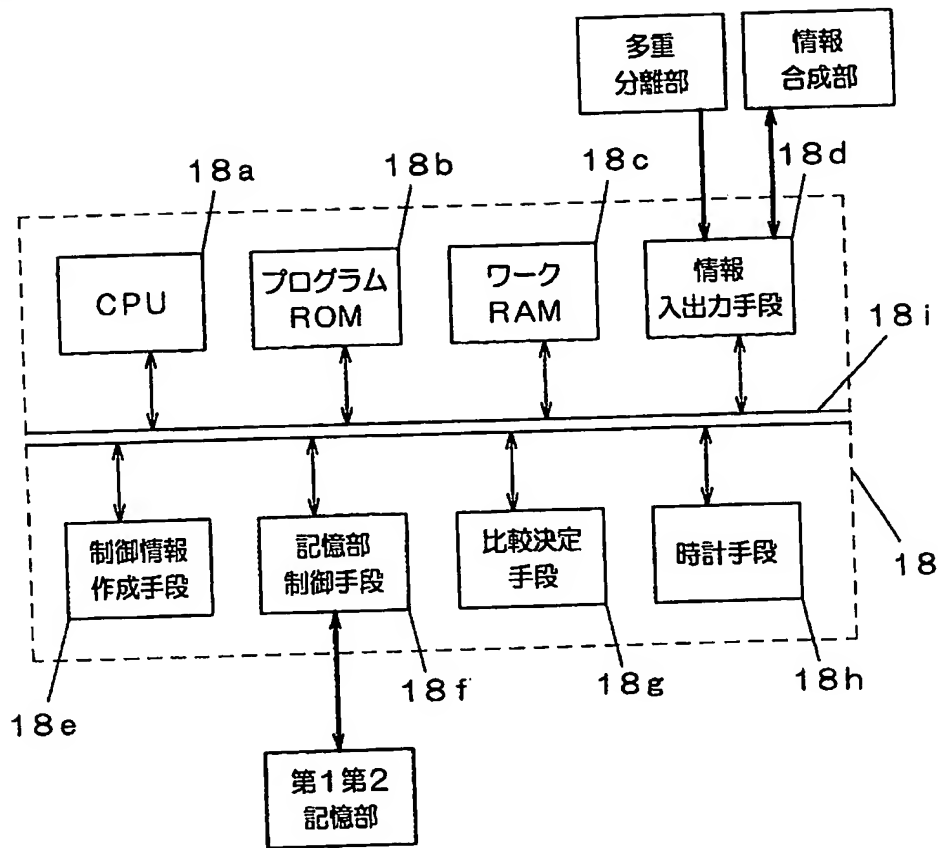 多重
分離部
情報
合成部
18a
18b
18c
18d
CPU
プログラム
ROM
ワーク
RAM
情報
入出力手段
18i
制御情報
作成手段
記憶部
制御手段
比較決定
手段
時計手段
18
18e
18f
18g
18h
第1第2
記憶部